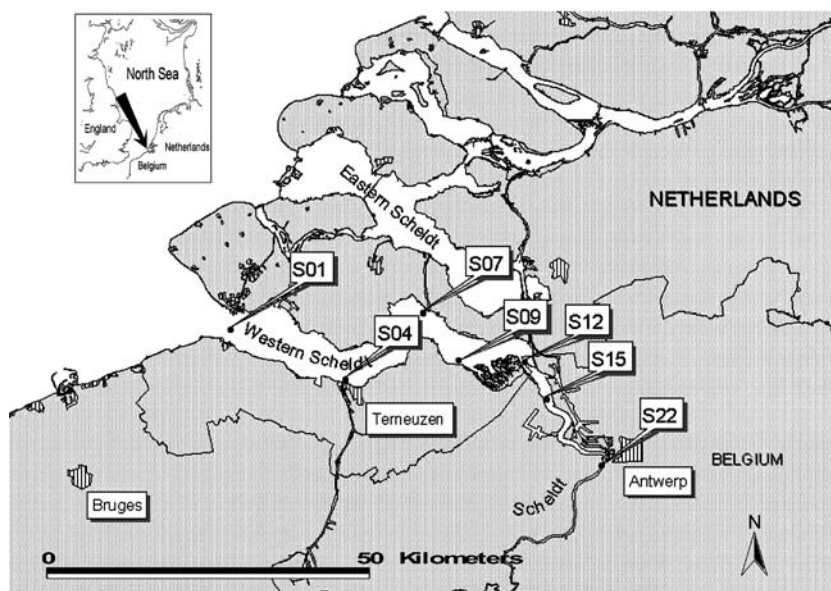 North Sea
England
Netherlands
Belgium
Eastern Scheldt
NETHERLANDS
S01
S07
S04
S09
S12
Western Scheldt
S15
Terneuzen
S22
BELGIUM
Antwerp
Bruges
Scheldt
N
0 50 Kilometers